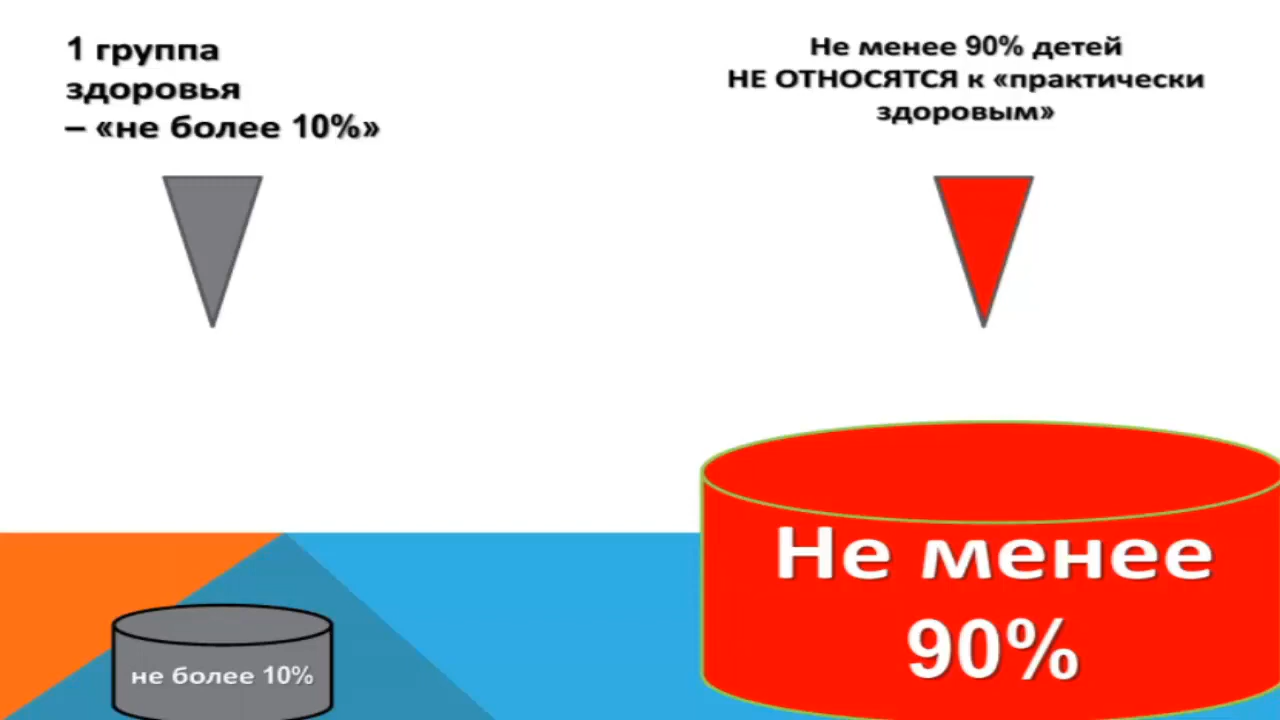 1 группа
здоровья
– «не более 10%»
Не менее 90% детей
НЕ ОТНОСЯТСЯ к «практически
здоровым»
Не менее
90%
не более 10%